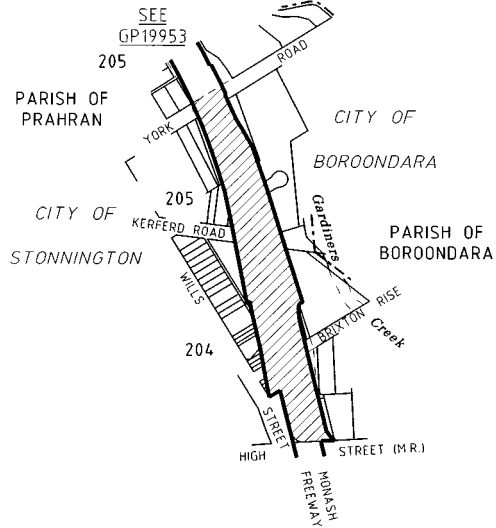 SEE
GP19953
205
ROAD
PARISH OF
PRAHRAN
YORK
CITY OF
BOROONDARA
205
CITY OF
STONNINGTON
KERFERD ROAD
Gardiners
PARISH OF
BOROONDARA
WILLS
BRIXTON RISE
Creek
204
STREET
HIGH
STREET (M.R.)
MONASH
FREEWAY